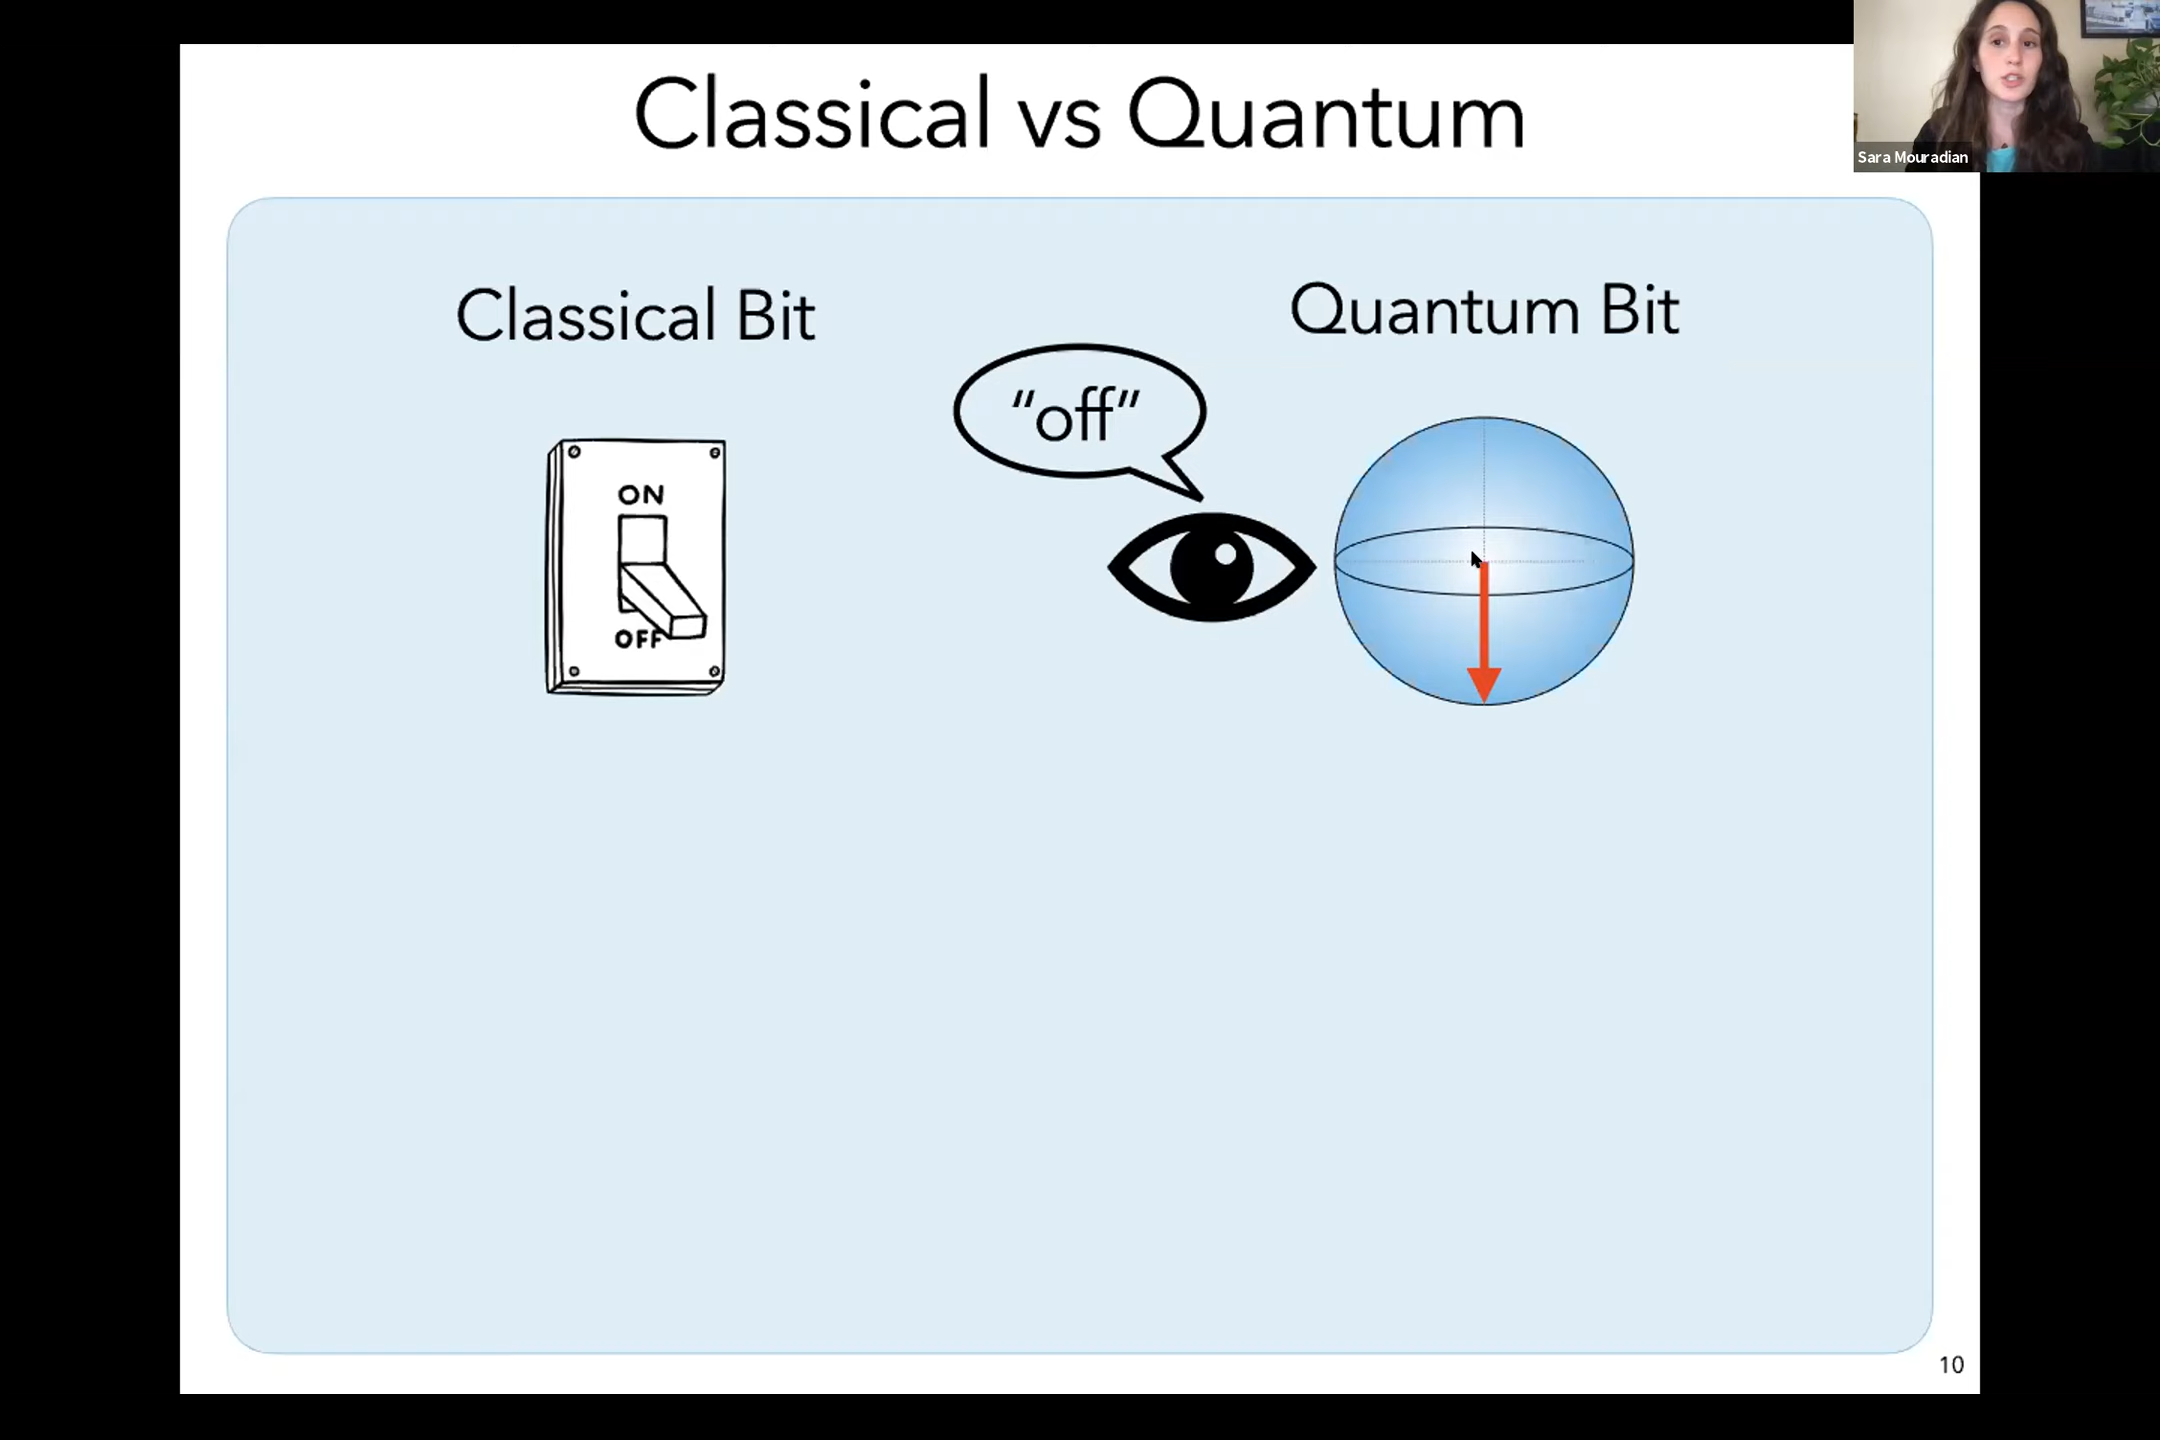 Classical vs Quantum
Sara Mouradian
Classical Bit
Quantum Bit
“off”
ON
OFF
10